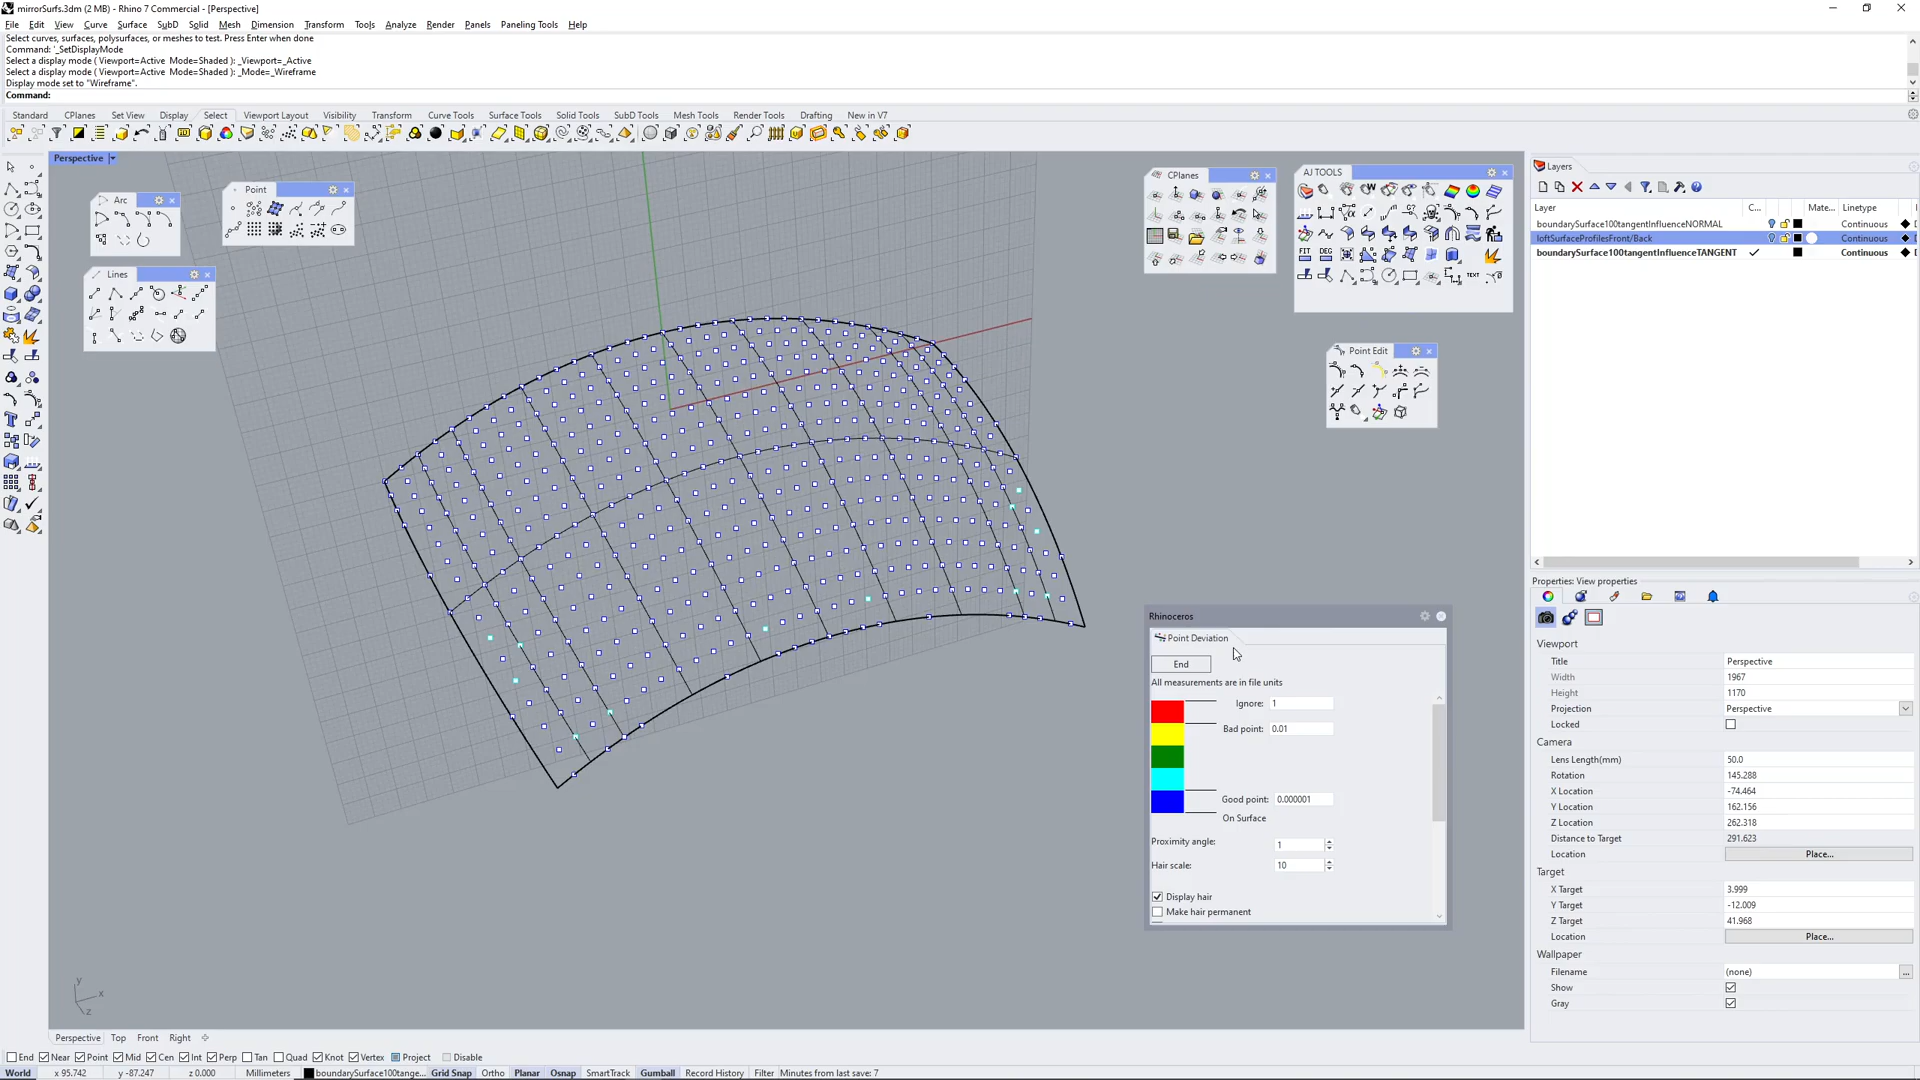 mirrorSurfs.3dm (2 MB) - Rhino 7 Commercial - [Perspective]
File Edit View Curve Surface SubD Solid Mesh Dimension Transform Tools Analyze Render Panels Paneling Tools Help
Select curves, surfaces, polysurfaces, or meshes to test. Press Enter when done
Command: '_SetDisplayMode
Select a display mode ( Viewport=Active Mode=Shaded ): _Viewport=_Active
Select a display mode ( Viewport=Active Mode=Shaded ): _Mode=_Wireframe
Display mode set to "Wireframe".
Command:
Standard CPlanes Set View Display Select Viewport Layout Visibility Transform Curve Tools Surface Tools Solid Tools SubD Tools Mesh Tools Render Tools Drafting New in V7
Perspective
Arc
Point
Lines
CPlanes
AJ TOOLS
FIT DEG
TEXT
Point Edit
Layers
Layer C... Mate... Linetype
boundarySurface100tangentInfluenceNORMAL Continuous
loftSurfaceProfilesFront/Back Continuous
boundarySurface100tangentInfluenceTANGENT Continuous
Rhinoceros
Point Deviation
End
All measurements are in file units
Ignore: 1
Bad point: 0.01
Good point: 0.000001
On Surface
Proximity angle: 1
Hair scale: 10
Display hair
Make hair permanent
Properties: View properties
Viewport
Title Perspective
Width 1967
Height 1170
Projection Perspective
Locked
Camera
Lens Length(mm) 50.0
Rotation 145.288
X Location -74.464
Y Location 162.156
Z Location 262.318
Distance to Target 291.623
Location Place...
Target
X Target 3.999
Y Target -12.009
Z Target 41.968
Location Place...
Wallpaper
Filename (none) ...
Show
Gray
y
x
z
Perspective Top Front Right
End Near Point Mid Cen Int Perp Tan Quad Knot Vertex Project Disable
World x 95.742 y -87.247 z 0.000 Millimeters boundarySurface100tange... Grid Snap Ortho Planar Osnap SmartTrack Gumball Record History Filter Minutes from last save: 7